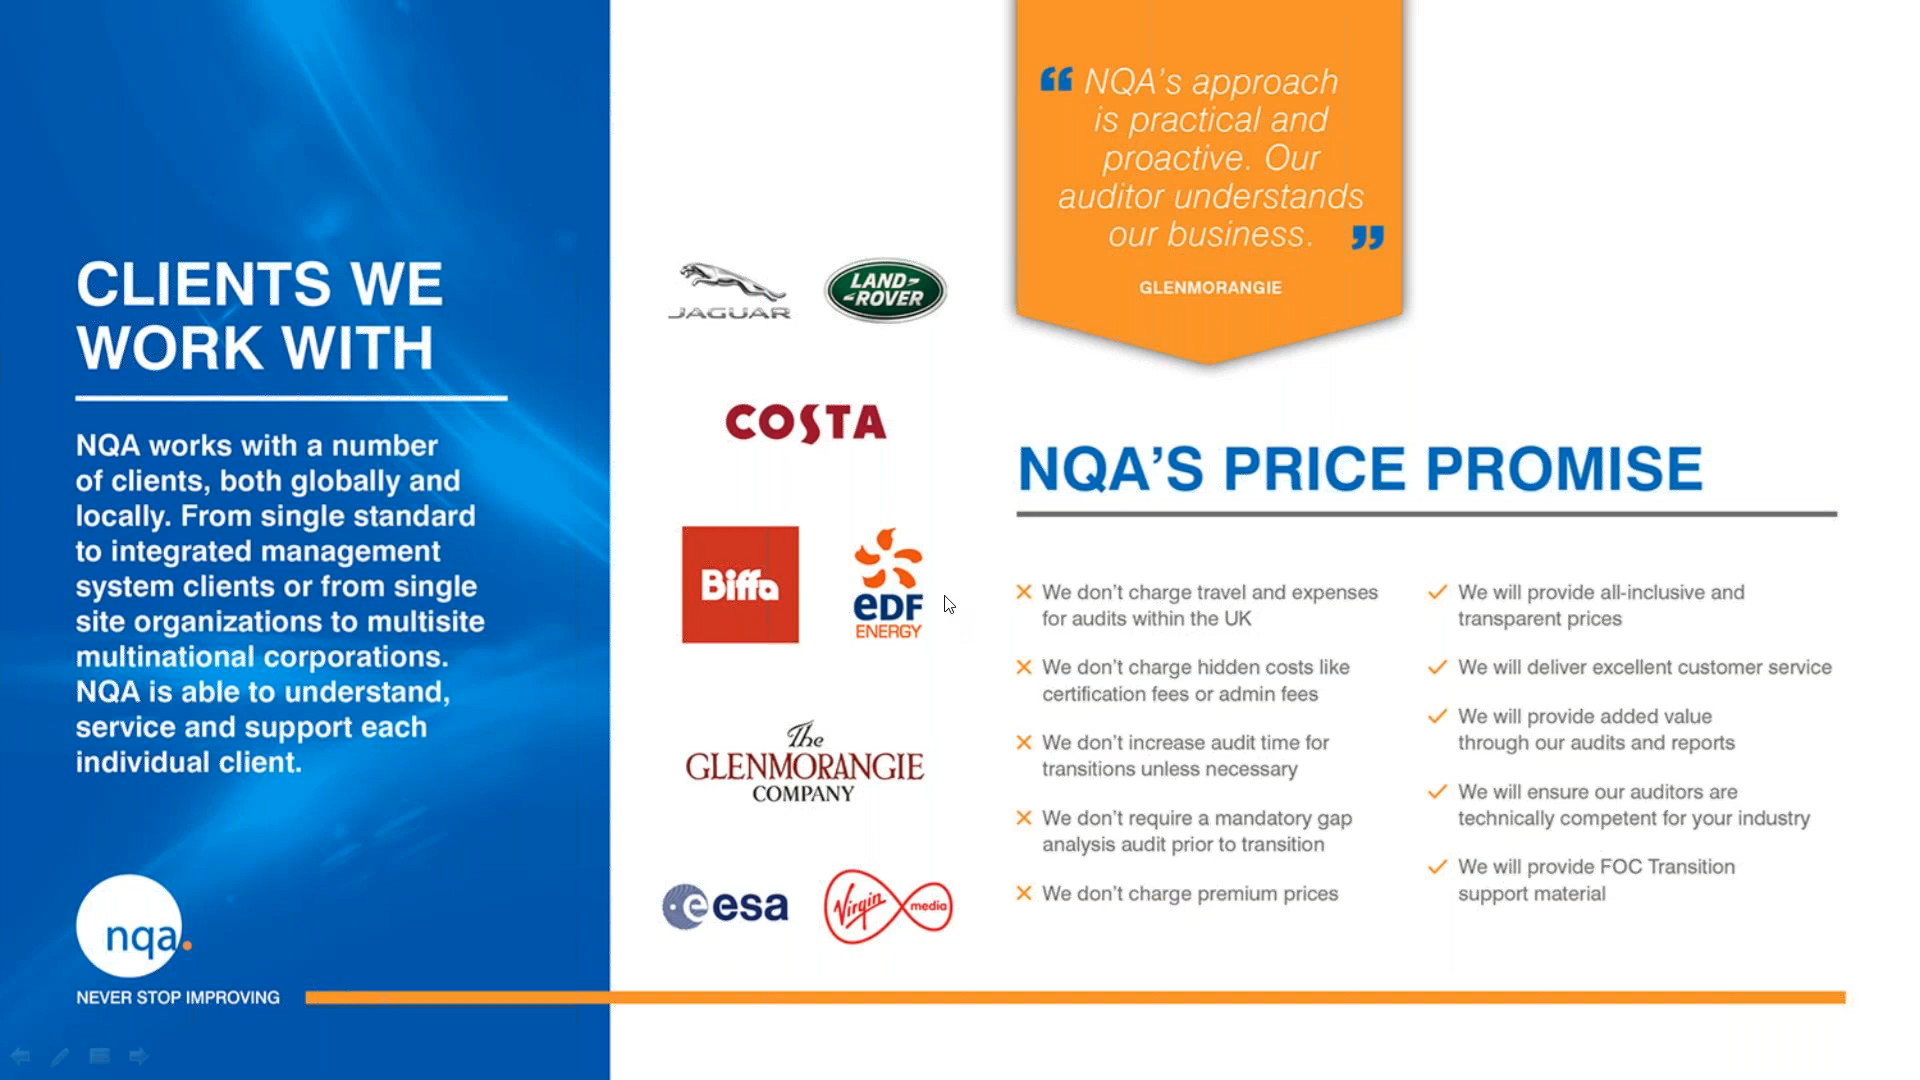 CLIENTS WE
WORK WITH
NQA works with a number
of clients, both globally and
locally. From single standard
to integrated management
system clients or from single
site organizations to multisite
multinational corporations.
NQA is able to understand,
service and support each
individual client.
nqa.
NEVER STOP IMPROVING
JAGUAR
LAND-
-ROVER
COSTA
Biffa
eDF
ENERGY
The
GLENMORANGIE
COMPANY
esa
Virgin media
“ NQA’s approach
is practical and
proactive. Our
auditor understands
our business. ”
GLENMORANGIE
NQA’S PRICE PROMISE
✕ We don’t charge travel and expenses
for audits within the UK
✕ We don’t charge hidden costs like
certification fees or admin fees
✕ We don’t increase audit time for
transitions unless necessary
✕ We don’t require a mandatory gap
analysis audit prior to transition
✕ We don’t charge premium prices
✓ We will provide all-inclusive and
transparent prices
✓ We will deliver excellent customer service
✓ We will provide added value
through our audits and reports
✓ We will ensure our auditors are
technically competent for your industry
✓ We will provide FOC Transition
support material